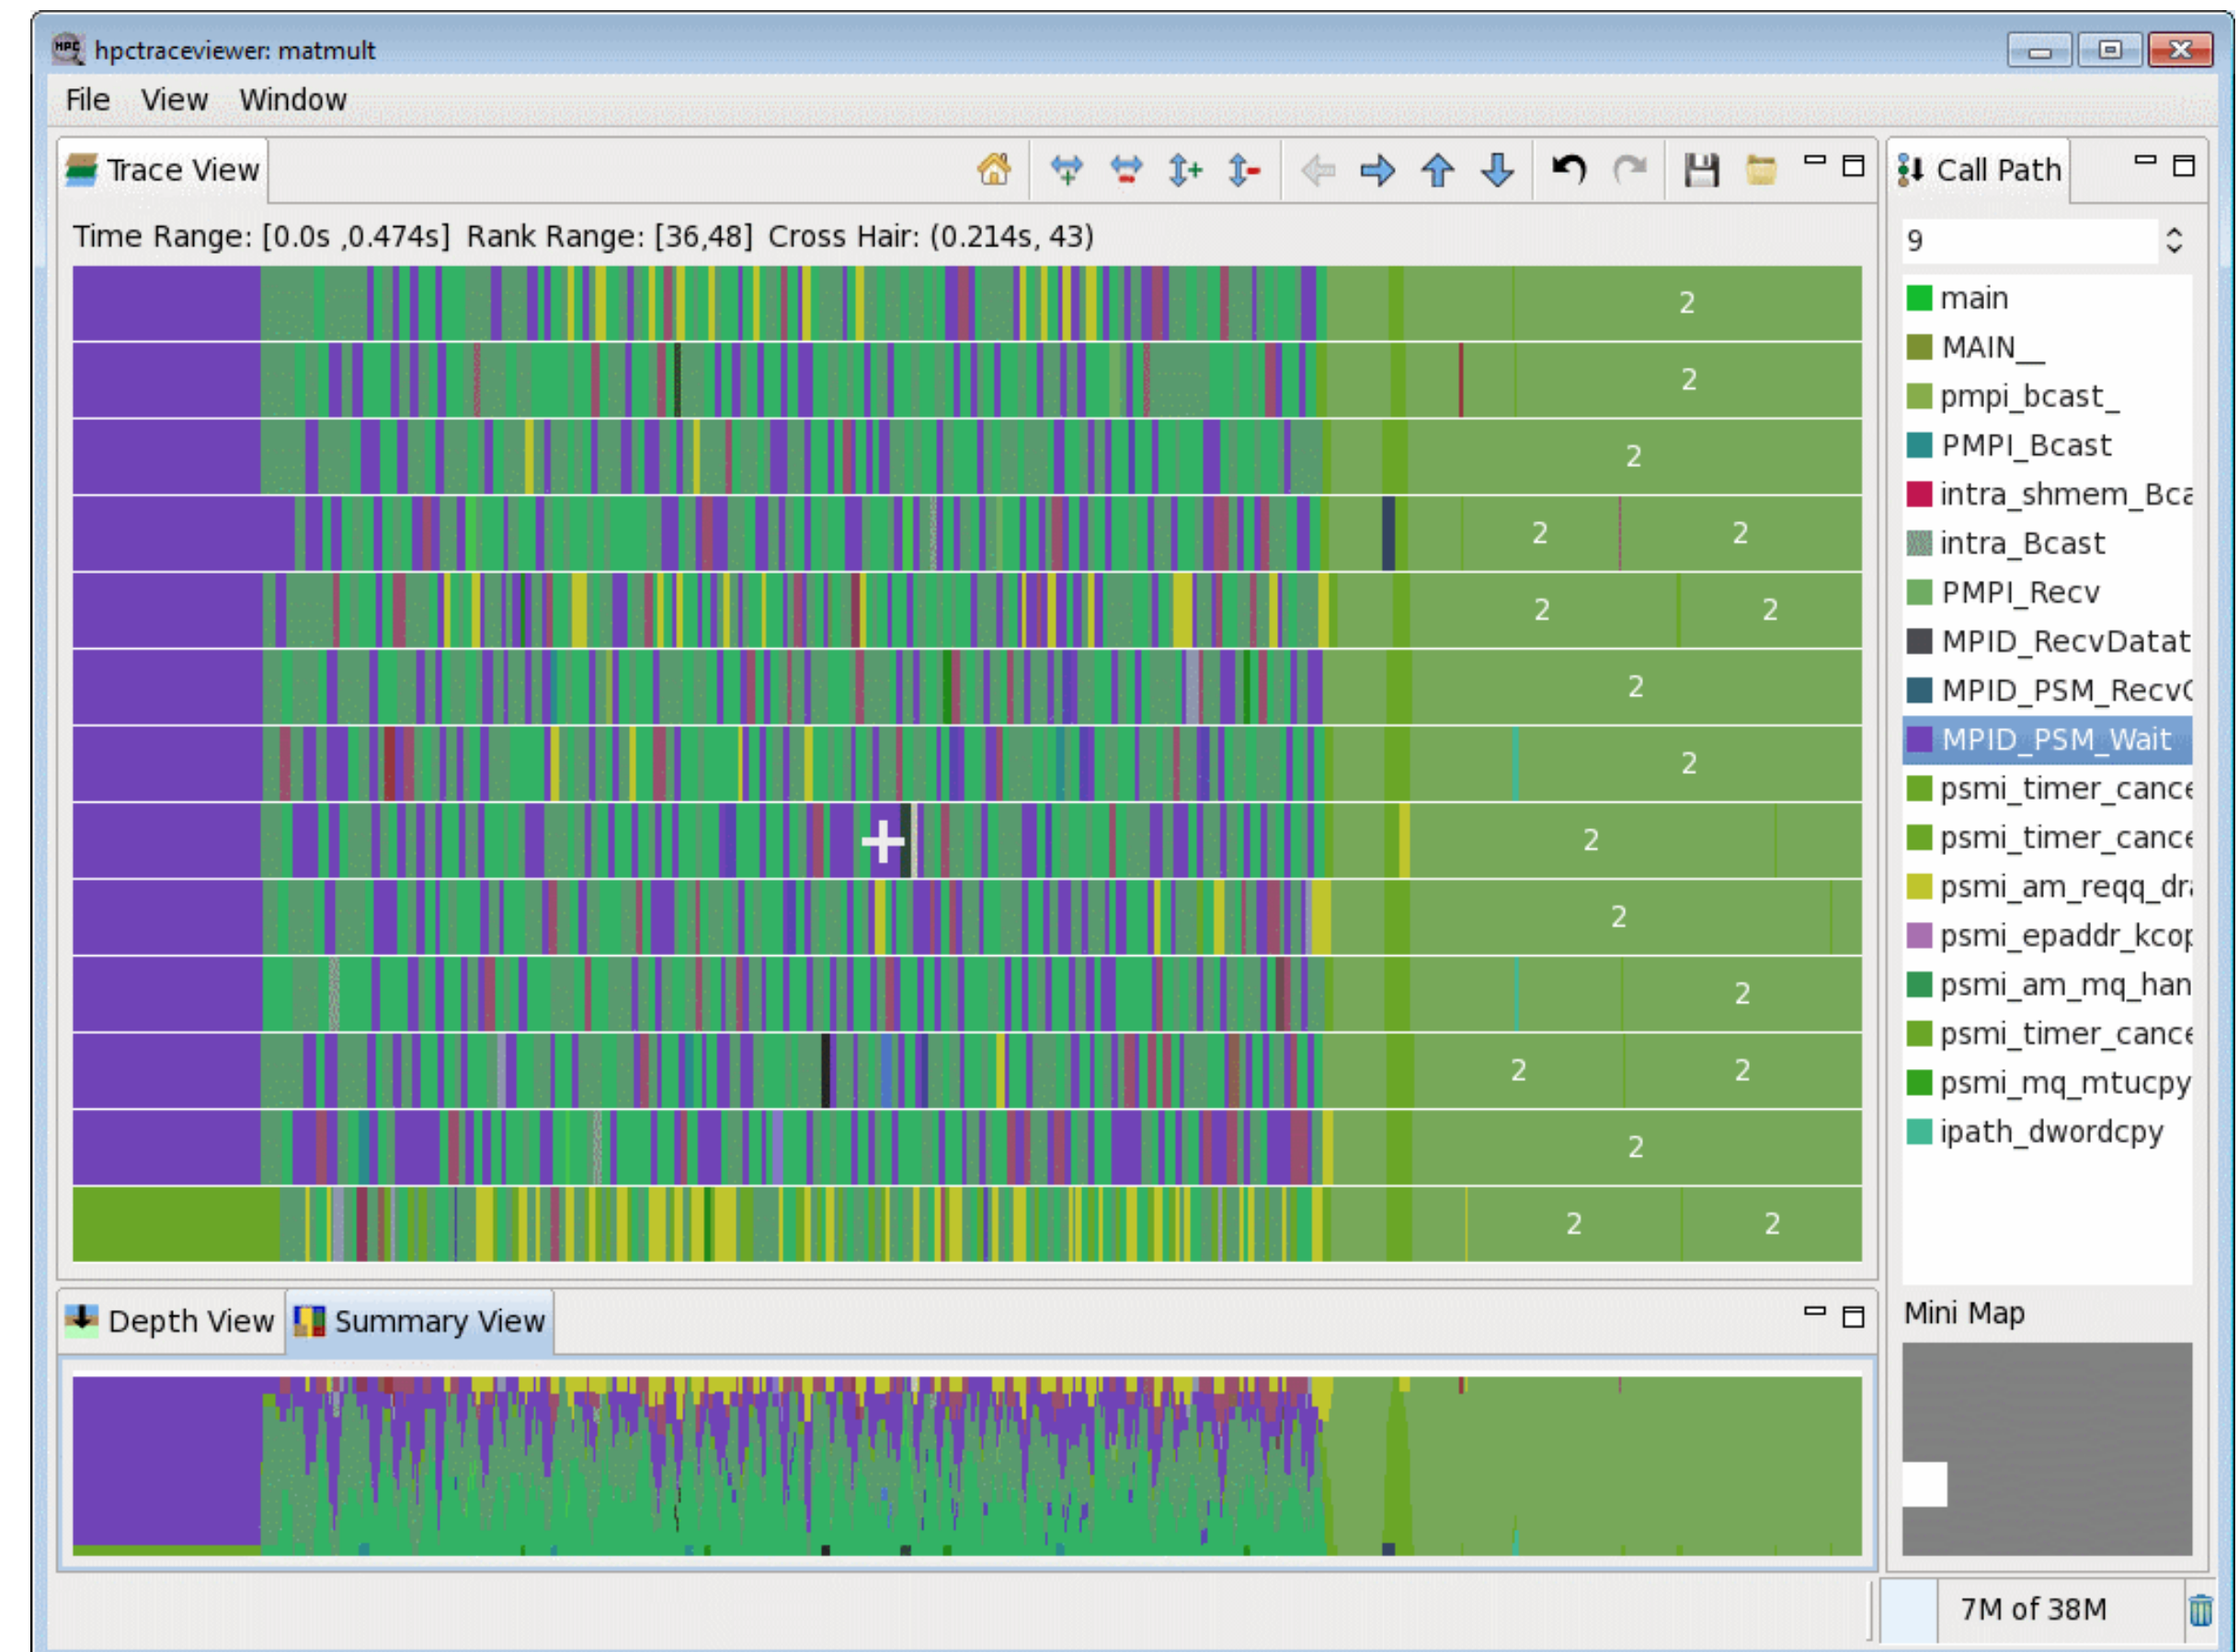 hpctraceviewer: matmult
File View Window
Trace View
Time Range: [0.0s ,0.474s] Rank Range: [36,48] Cross Hair: (0.214s, 43)
2
2
2
2 2
2 2
2
2
2
2
2
2 2
2
2 2
Depth View Summary View
Call Path
9
main
MAIN__
pmpi_bcast_
PMPI_Bcast
intra_shmem_Bca
intra_Bcast
PMPI_Recv
MPID_RecvDatat
MPID_PSM_RecvC
MPID_PSM_Wait
psmi_timer_cance
psmi_timer_cance
psmi_am_reqq_dra
psmi_epaddr_kcop
psmi_am_mq_han
psmi_timer_cance
psmi_mq_mtucpy
ipath_dwordcpy
Mini Map
7M of 38M